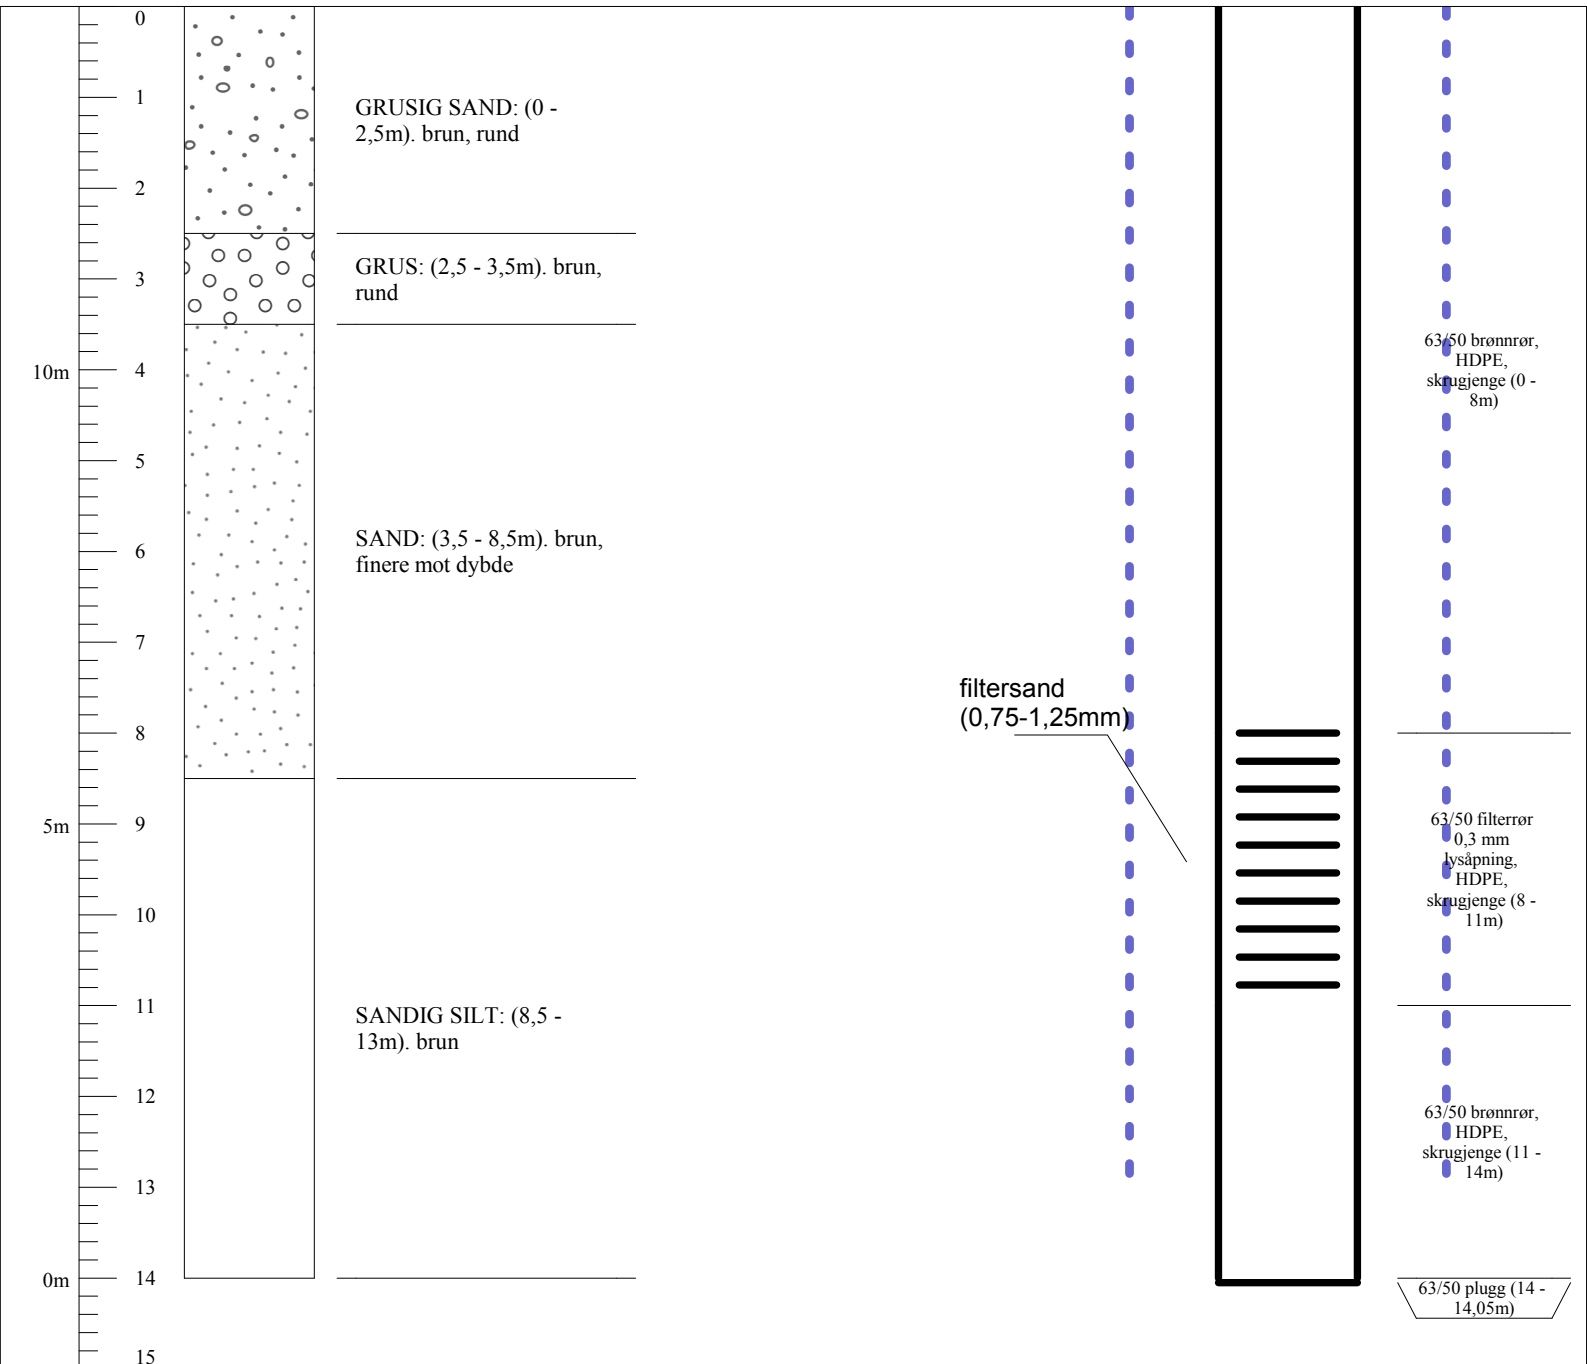 0
1
GRUSIG SAND: (0 -
2,5m). brun, rund
2
GRUS: (2,5 - 3,5m). brun,
rund
3
63/50 brønnrør,
HDPE,
skrugjenge (0 -
8m)
10m
4
5
SAND: (3,5 - 8,5m). brun,
finere mot dybde
6
7
filtersand
(0,75-1,25mm)
8
63/50 filterrør
0,3 mm
lysåpning,
HDPE,
skrugjenge (8 -
11m)
5m
9
10
11
SANDIG SILT: (8,5 -
13m). brun
12
63/50 brønnrør,
HDPE,
skrugjenge (11 -
14m)
13
0m
14
63/50 plugg (14 -
14,05m)
15